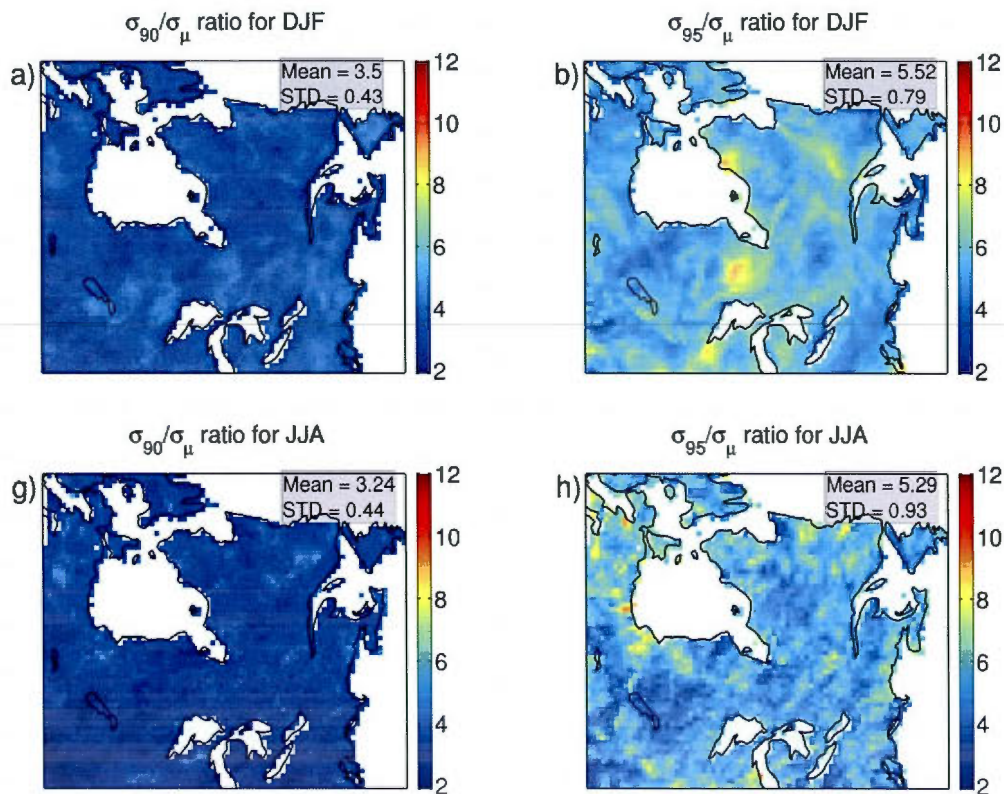 σ90/σμ ratio for DJF
a)
Mean = 3.5
STD = 0.43
12
10
8
6
4
2
σ95/σμ ratio for DJF
b)
Mean = 5.52
STD = 0.79
12
10
8
6
4
2
σ90/σμ ratio for JJA
g)
Mean = 3.24
STD = 0.44
12
10
8
6
4
2
σ95/σμ ratio for JJA
h)
Mean = 5.29
STD = 0.93
12
10
8
6
4
2